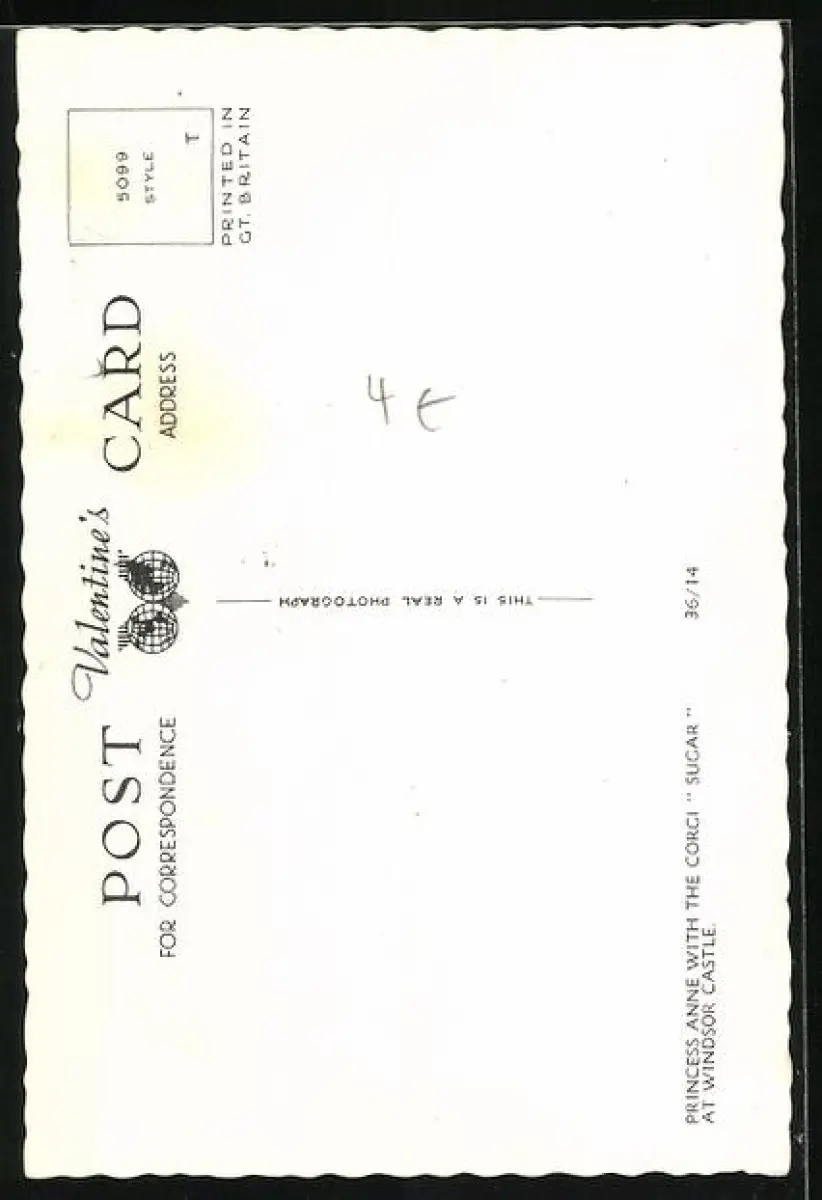 Valentine's
POST CARD
FOR CORRESPONDENCE
ADDRESS
5099
STYLE
T
PRINTED IN
GT. BRITAIN
THIS IS A REAL PHOTOGRAPH
4 €
PRINCESS ANNE WITH THE CORGI "SUGAR" 36/14
AT WINDSOR CASTLE.